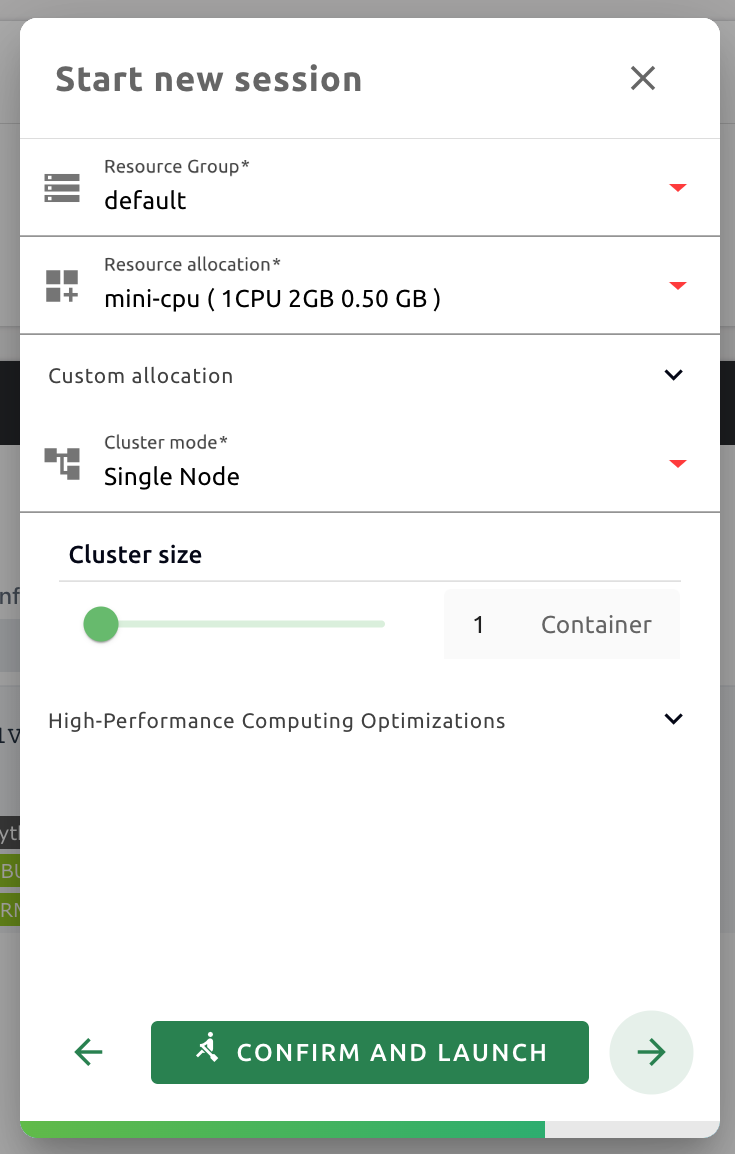 Start new session
Resource Group*
default
Resource allocation*
mini-cpu ( 1CPU 2GB 0.50 GB )
Custom allocation
Cluster mode*
Single Node
Cluster size
1 Container
High-Performance Computing Optimizations
CONFIRM AND LAUNCH